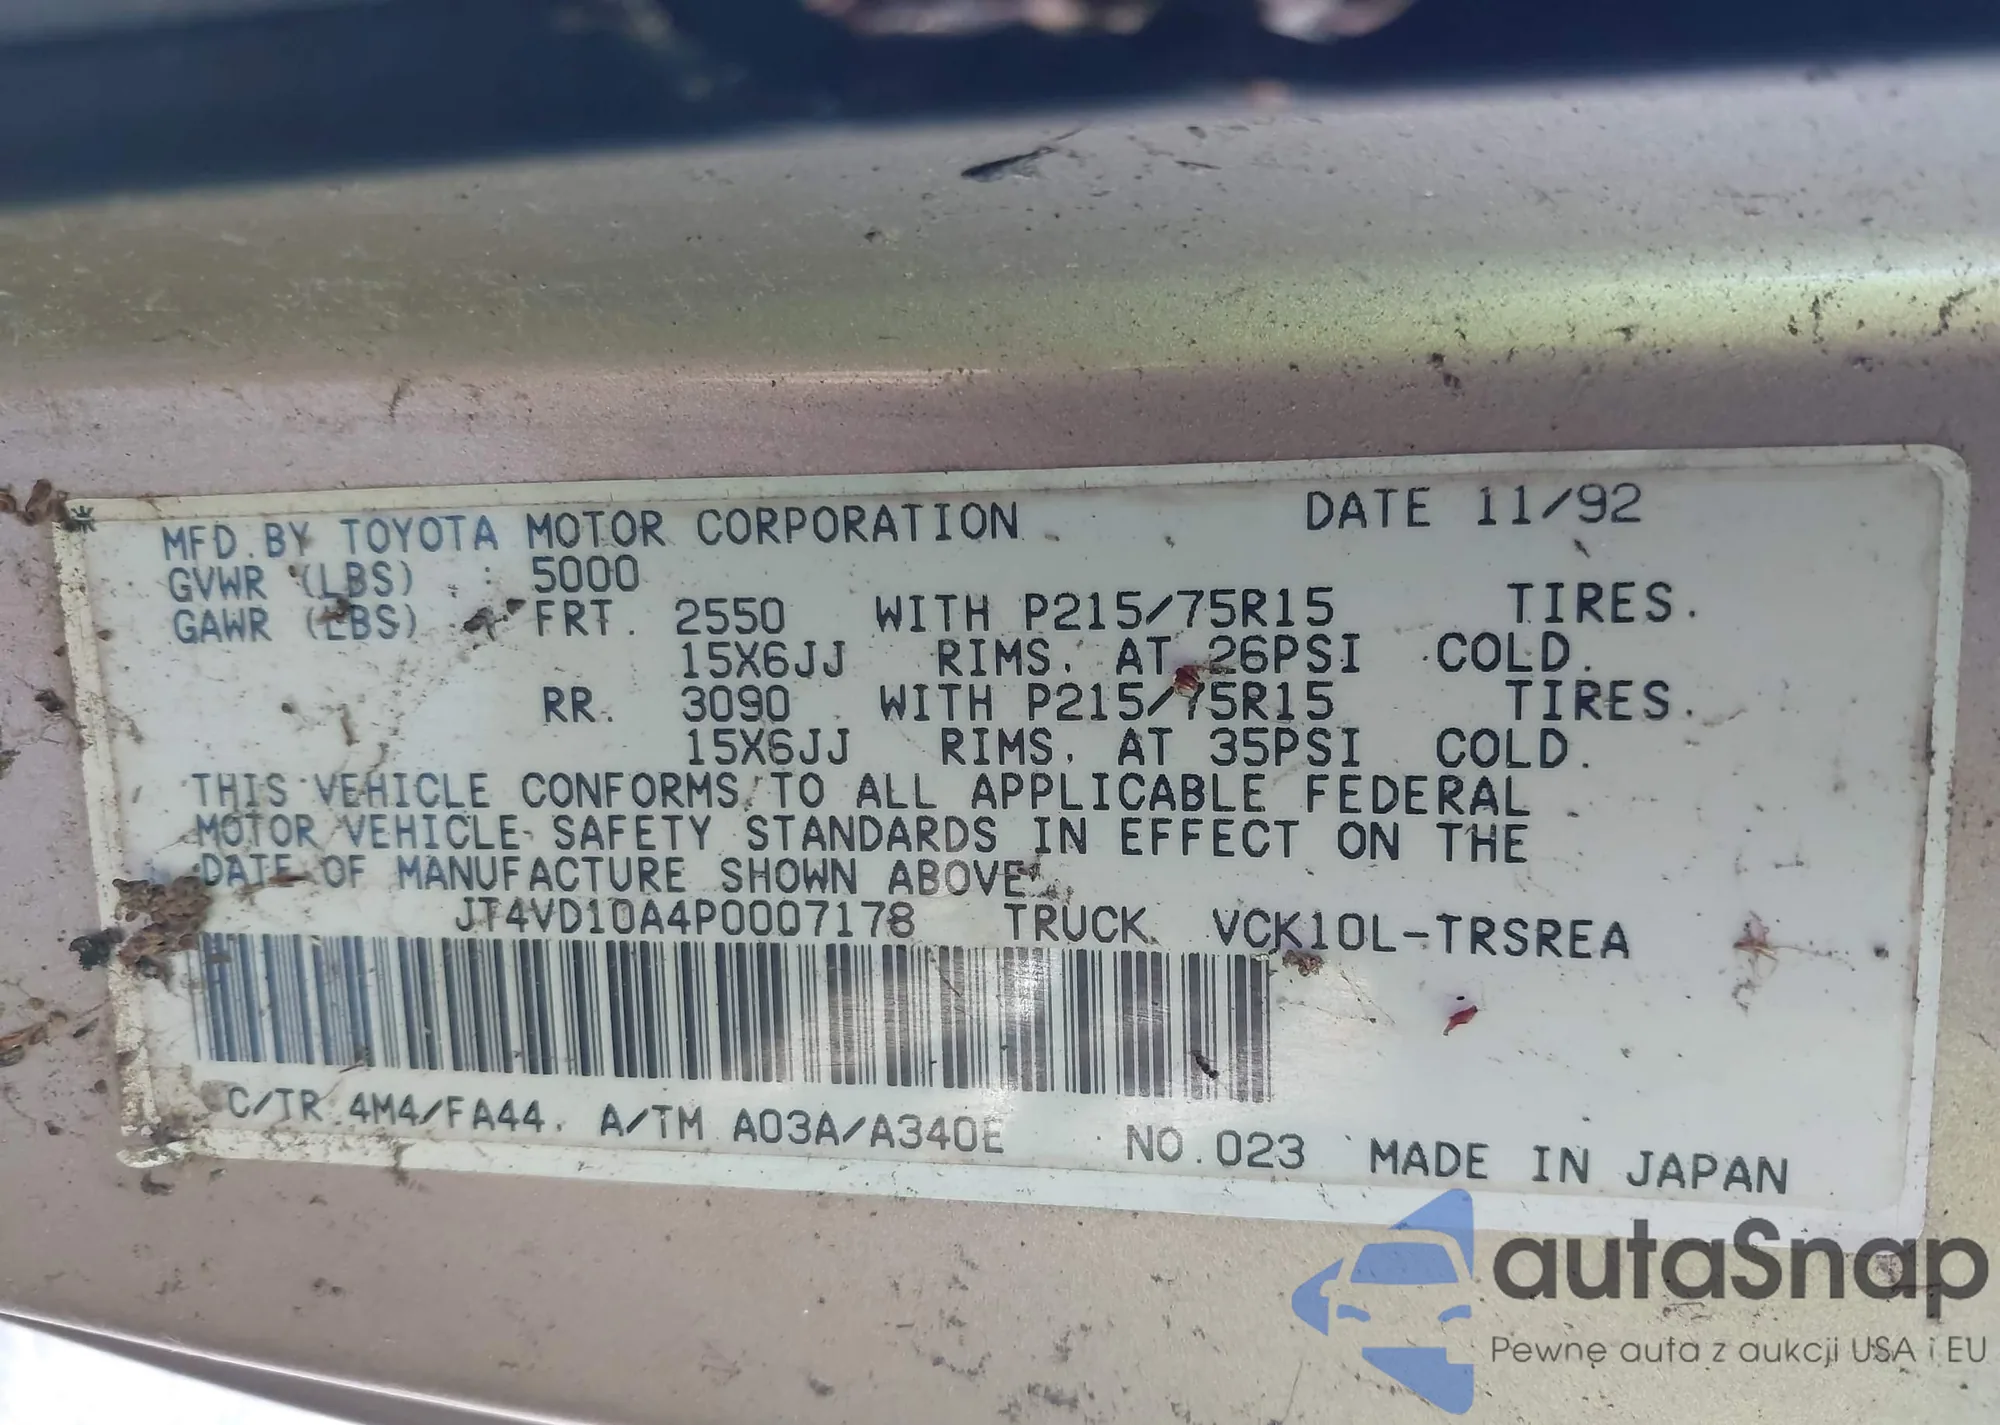 MFD.BY TOYOTA MOTOR CORPORATION DATE 11/92
GVWR (LBS) : 5000
GAWR (LBS) : FRT. 2550 WITH P215/75R15 TIRES.
15X6JJ RIMS. AT 26PSI COLD.
RR. 3090 WITH P215/75R15 TIRES.
15X6JJ RIMS. AT 35PSI COLD.
THIS VEHICLE CONFORMS TO ALL APPLICABLE FEDERAL
MOTOR VEHICLE SAFETY STANDARDS IN EFFECT ON THE
DATE OF MANUFACTURE SHOWN ABOVE.
JT4VD10A4P0007178 TRUCK VCK10L-TRSREA
C/TR 4M4/FA44. A/TM A03A/A340E NO.023 MADE IN JAPAN
autaSnap
Pewne auta z aukcji USA i EU